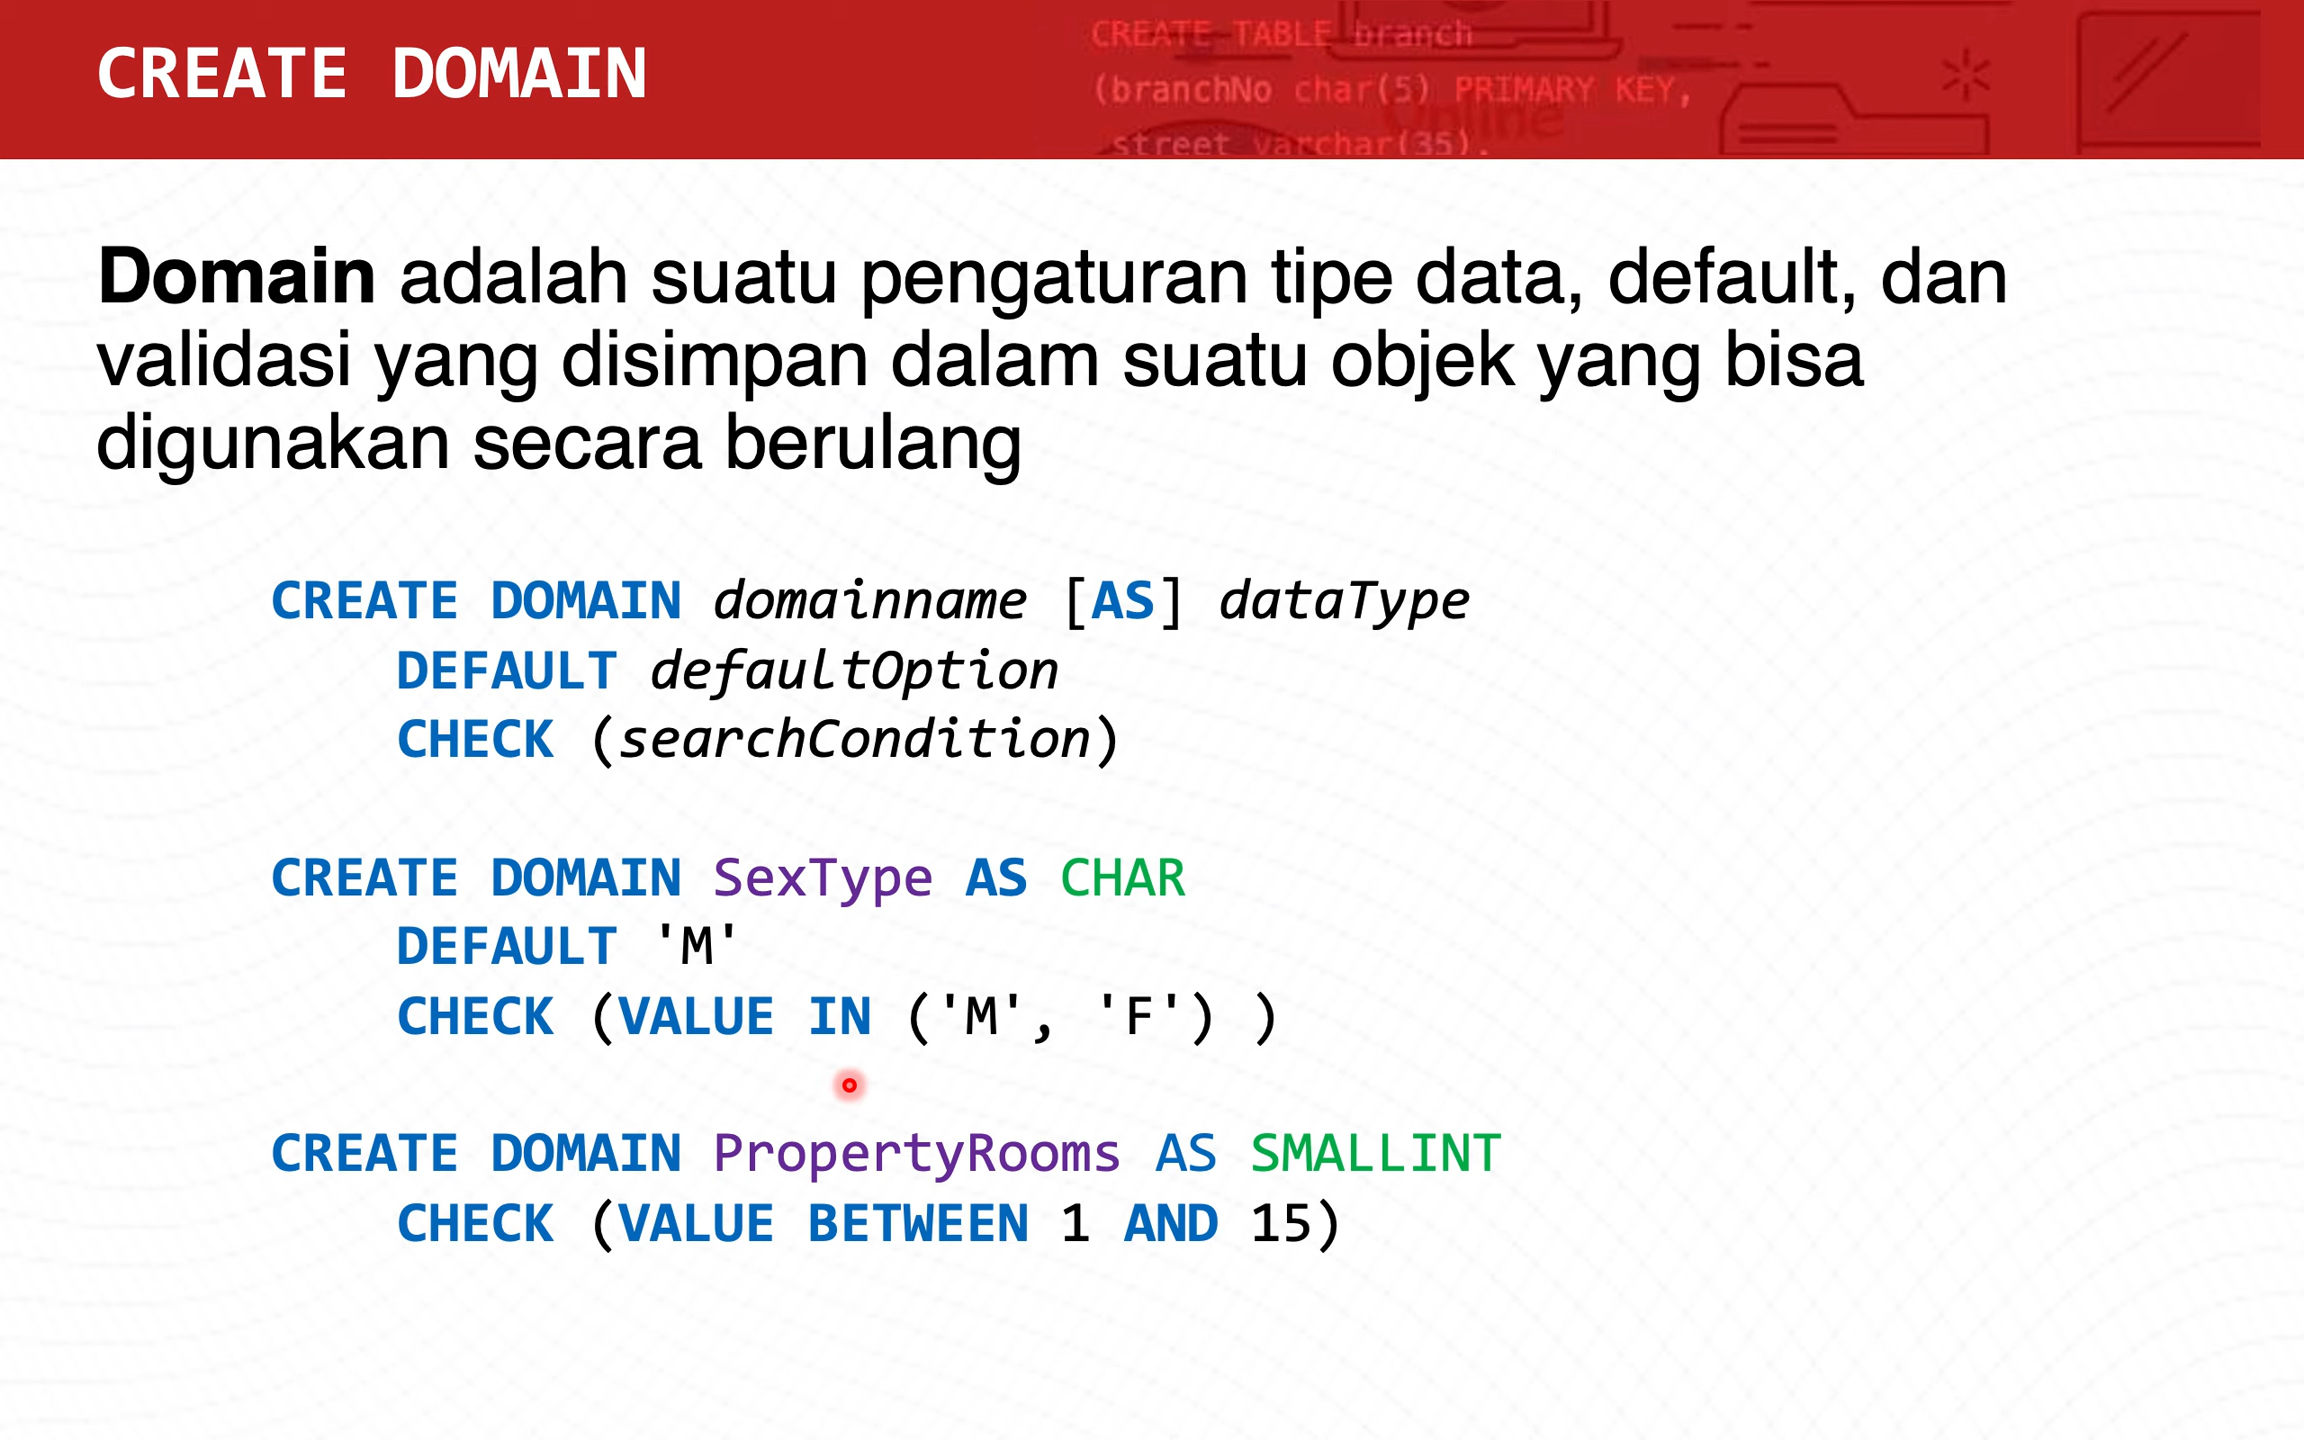 CREATE DOMAIN
CREATE TABLE branch
(branchNo char(5) PRIMARY KEY,
street varchar(35),
Online
Domain adalah suatu pengaturan tipe data, default, dan
validasi yang disimpan dalam suatu objek yang bisa
digunakan secara berulang
CREATE DOMAIN domainname [AS] dataType
DEFAULT defaultOption
CHECK (searchCondition)
CREATE DOMAIN SexType AS CHAR
DEFAULT 'M'
CHECK (VALUE IN ('M', 'F') )
CREATE DOMAIN PropertyRooms AS SMALLINT
CHECK (VALUE BETWEEN 1 AND 15)